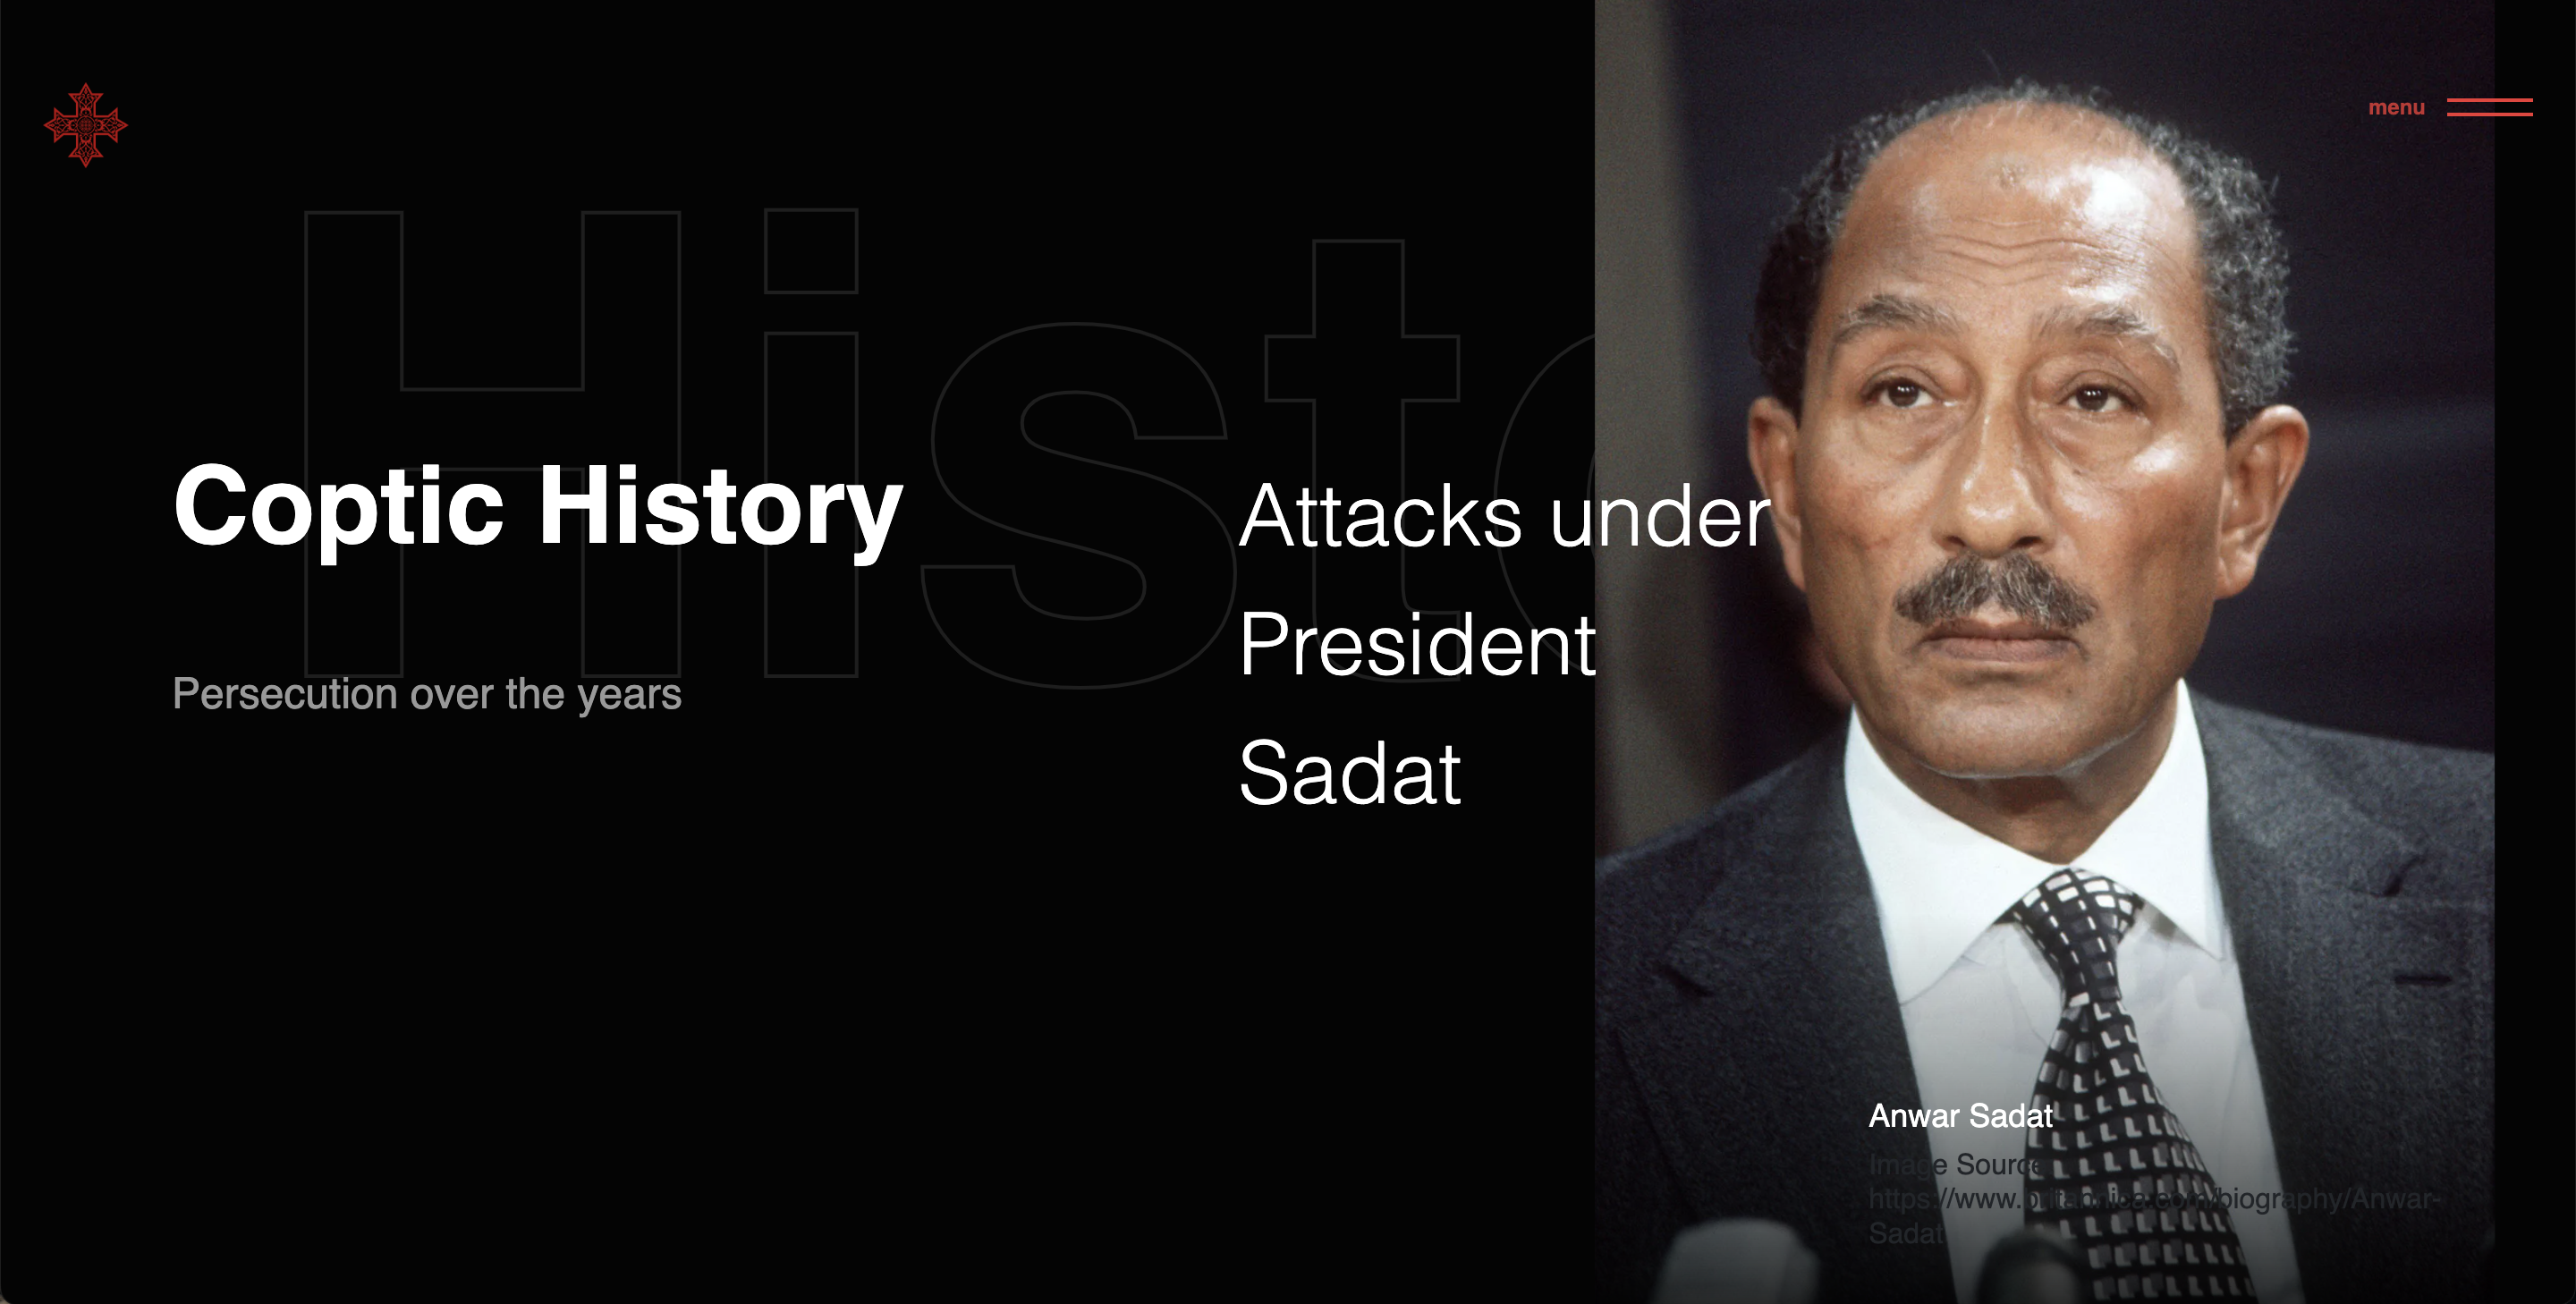 menu
Histo
Coptic History
Persecution over the years
Attacks under
President
Sadat
Anwar Sadat
Image Source
https://www.britannica.com/biography/Anwar-
Sadat